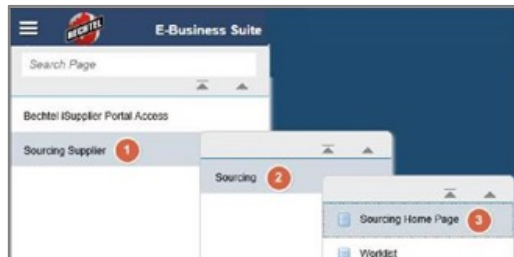 BECHTEL
E-Business Suite
Search Page
Bechtel iSupplier Portal Access
Sourcing Supplier 1
Sourcing 2
Sourcing Home Page 3
Worklist